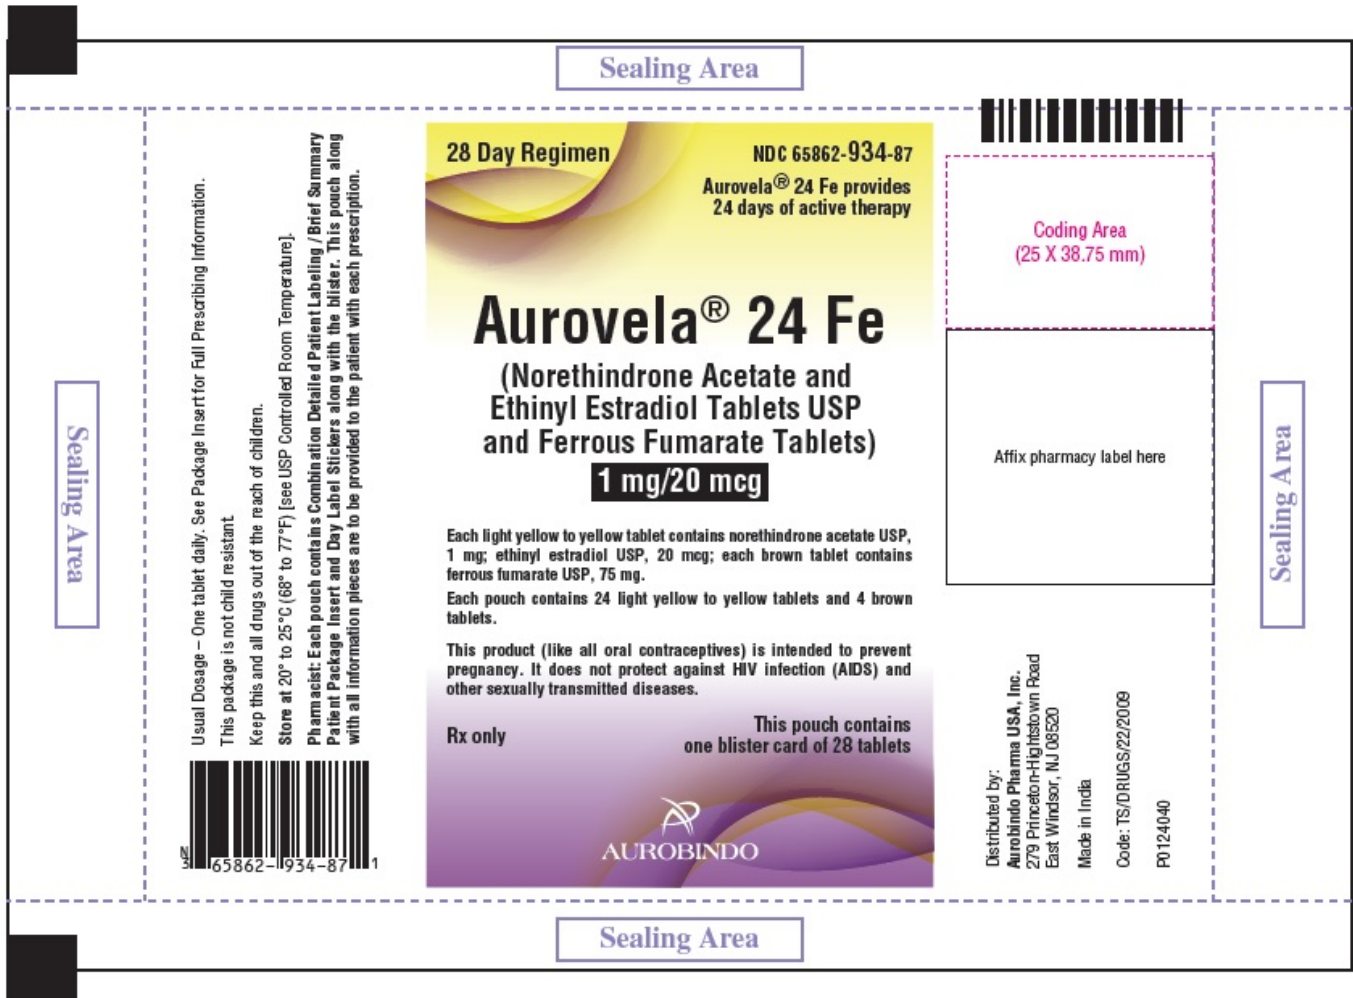 Sealing Area
Sealing Area
Usual Dosage – One tablet daily. See Package Insert for Full Prescribing Information.
This package is not child resistant.
Keep this and all drugs out of the reach of children.
Store at 20° to 25°C (68° to 77°F) [see USP Controlled Room Temperature].
Pharmacist: Each pouch contains Combination Detailed Patient Labeling / Brief Summary
Patient Package Insert and Day Label Stickers along with the blister. This pouch along
with all information pieces are to be provided to the patient with each prescription.
N
3 65862-934-87 1
28 Day Regimen
NDC 65862-934-87
Aurovela® 24 Fe provides
24 days of active therapy
Aurovela® 24 Fe
(Norethindrone Acetate and
Ethinyl Estradiol Tablets USP
and Ferrous Fumarate Tablets)
1 mg/20 mcg
Each light yellow to yellow tablet contains norethindrone acetate USP,
1 mg; ethinyl estradiol USP, 20 mcg; each brown tablet contains
ferrous fumarate USP, 75 mg.
Each pouch contains 24 light yellow to yellow tablets and 4 brown
tablets.
This product (like all oral contraceptives) is intended to prevent
pregnancy. It does not protect against HIV infection (AIDS) and
other sexually transmitted diseases.
Rx only
This pouch contains
one blister card of 28 tablets
AUROBINDO
Coding Area
(25 X 38.75 mm)
Affix pharmacy label here
Distributed by:
Aurobindo Pharma USA, Inc.
279 Princeton-Hightstown Road
East Windsor, NJ 08520
Made in India
Code: TS/DRUGS/22/2009
P0124040
Sealing Area
Sealing Area